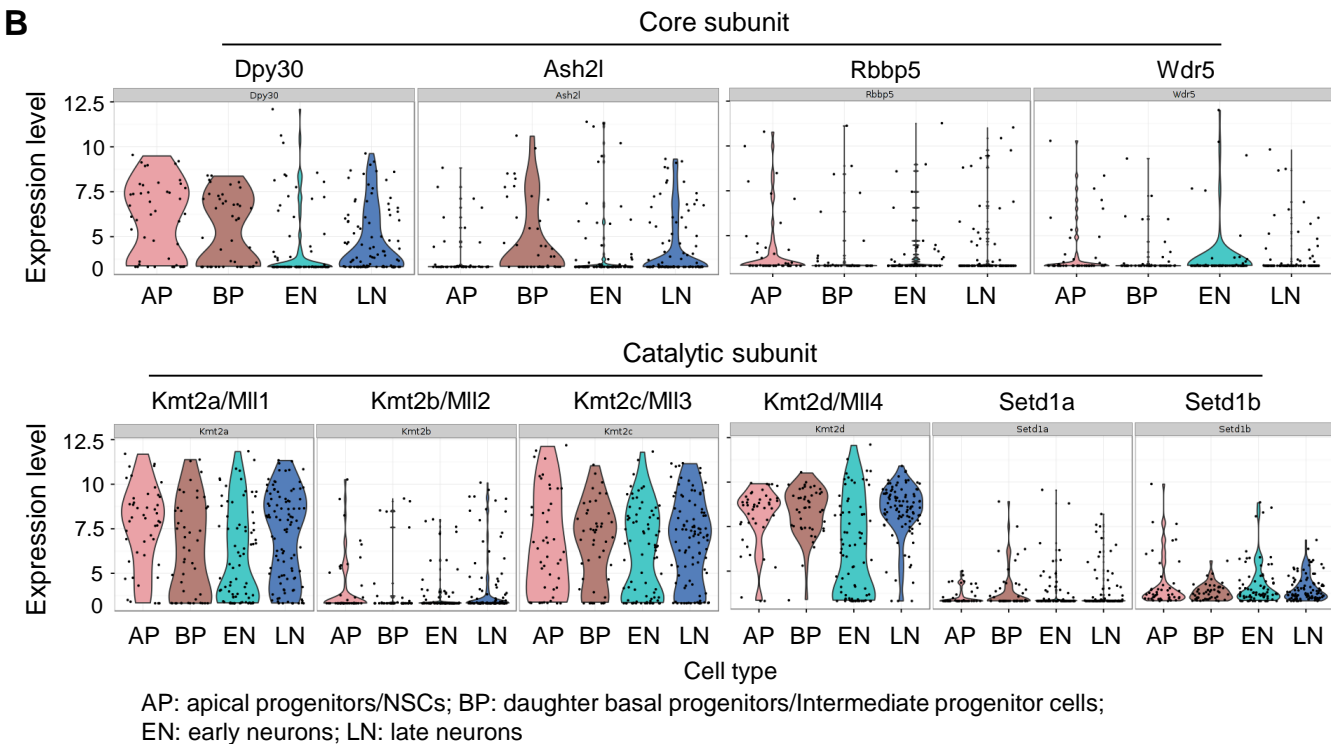 B
Core subunit
Dpy30 Ash2l Rbbp5 Wdr5
Dpy30 Ash2l Rbbp5 Wdr5
Expression level
12.5
10
7.5
5
0
AP BP EN LN AP BP EN LN AP BP EN LN AP BP EN LN
Catalytic subunit
Kmt2a/Mll1 Kmt2b/Mll2 Kmt2c/Mll3 Kmt2d/Mll4 Setd1a Setd1b
Kmt2a Kmt2b Kmt2c Kmt2d Setd1a Setd1b
Expression level
12.5
10
7.5
5
0
AP BP EN LN AP BP EN LN AP BP EN LN AP BP EN LN AP BP EN LN AP BP EN LN
Cell type
AP: apical progenitors/NSCs; BP: daughter basal progenitors/Intermediate progenitor cells;
EN: early neurons; LN: late neurons